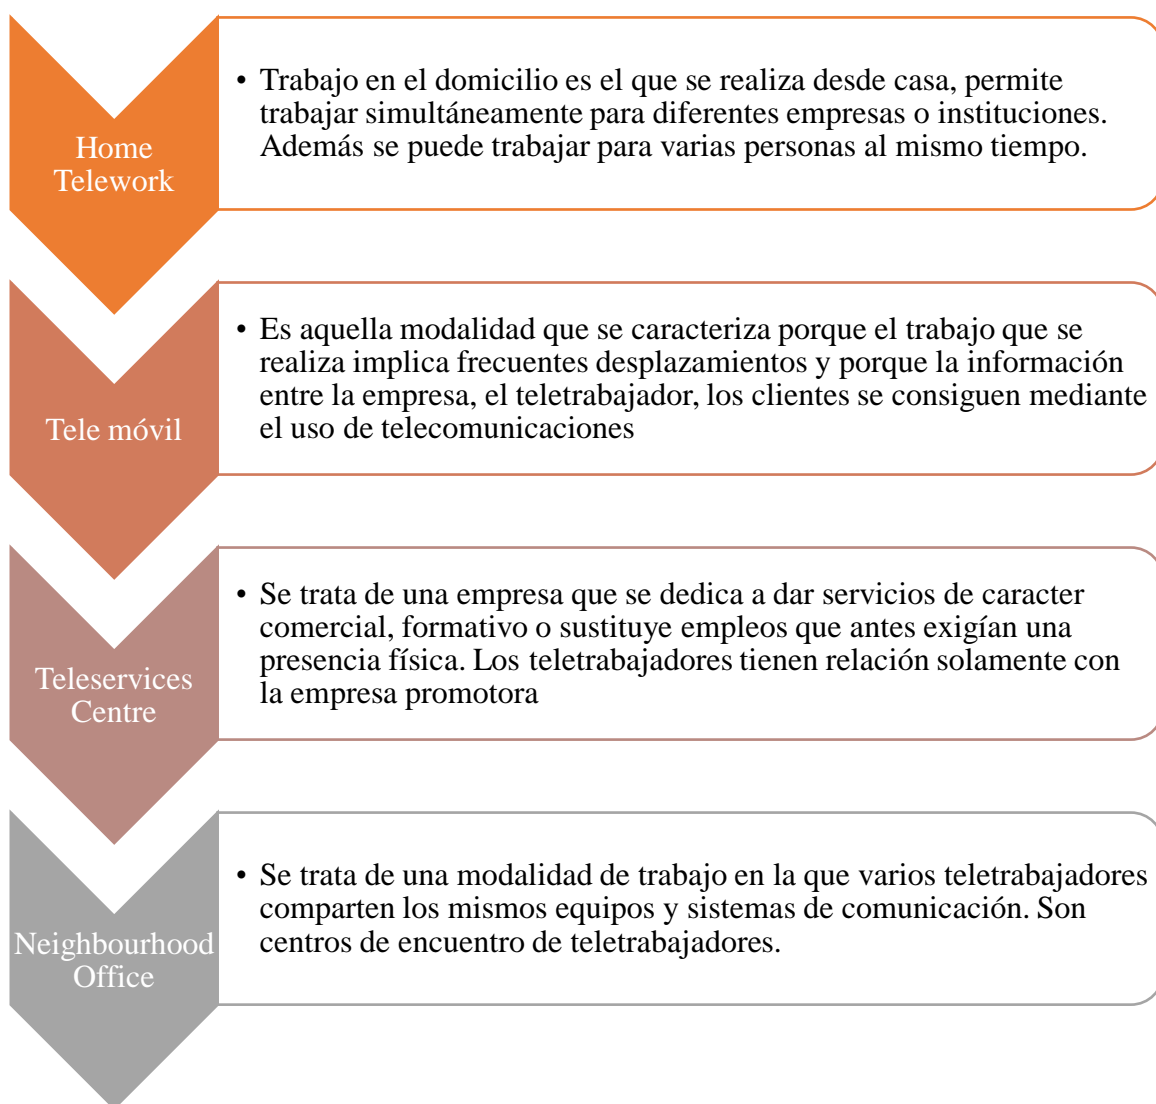 Home
Telework
• Trabajo en el domicilio es el que se realiza desde casa, permite
trabajar simultáneamente para diferentes empresas o instituciones.
Además se puede trabajar para varias personas al mismo tiempo.
Tele móvil
• Es aquella modalidad que se caracteriza porque el trabajo que se
realiza implica frecuentes desplazamientos y porque la información
entre la empresa, el teletrabajador, los clientes se consiguen mediante
el uso de telecomunicaciones
Teleservices
Centre
• Se trata de una empresa que se dedica a dar servicios de caracter
comercial, formativo o sustituye empleos que antes exigían una
presencia física. Los teletrabajadores tienen relación solamente con
la empresa promotora
Neighbourhood
Office
• Se trata de una modalidad de trabajo en la que varios teletrabajadores
comparten los mismos equipos y sistemas de comunicación. Son
centros de encuentro de teletrabajadores.